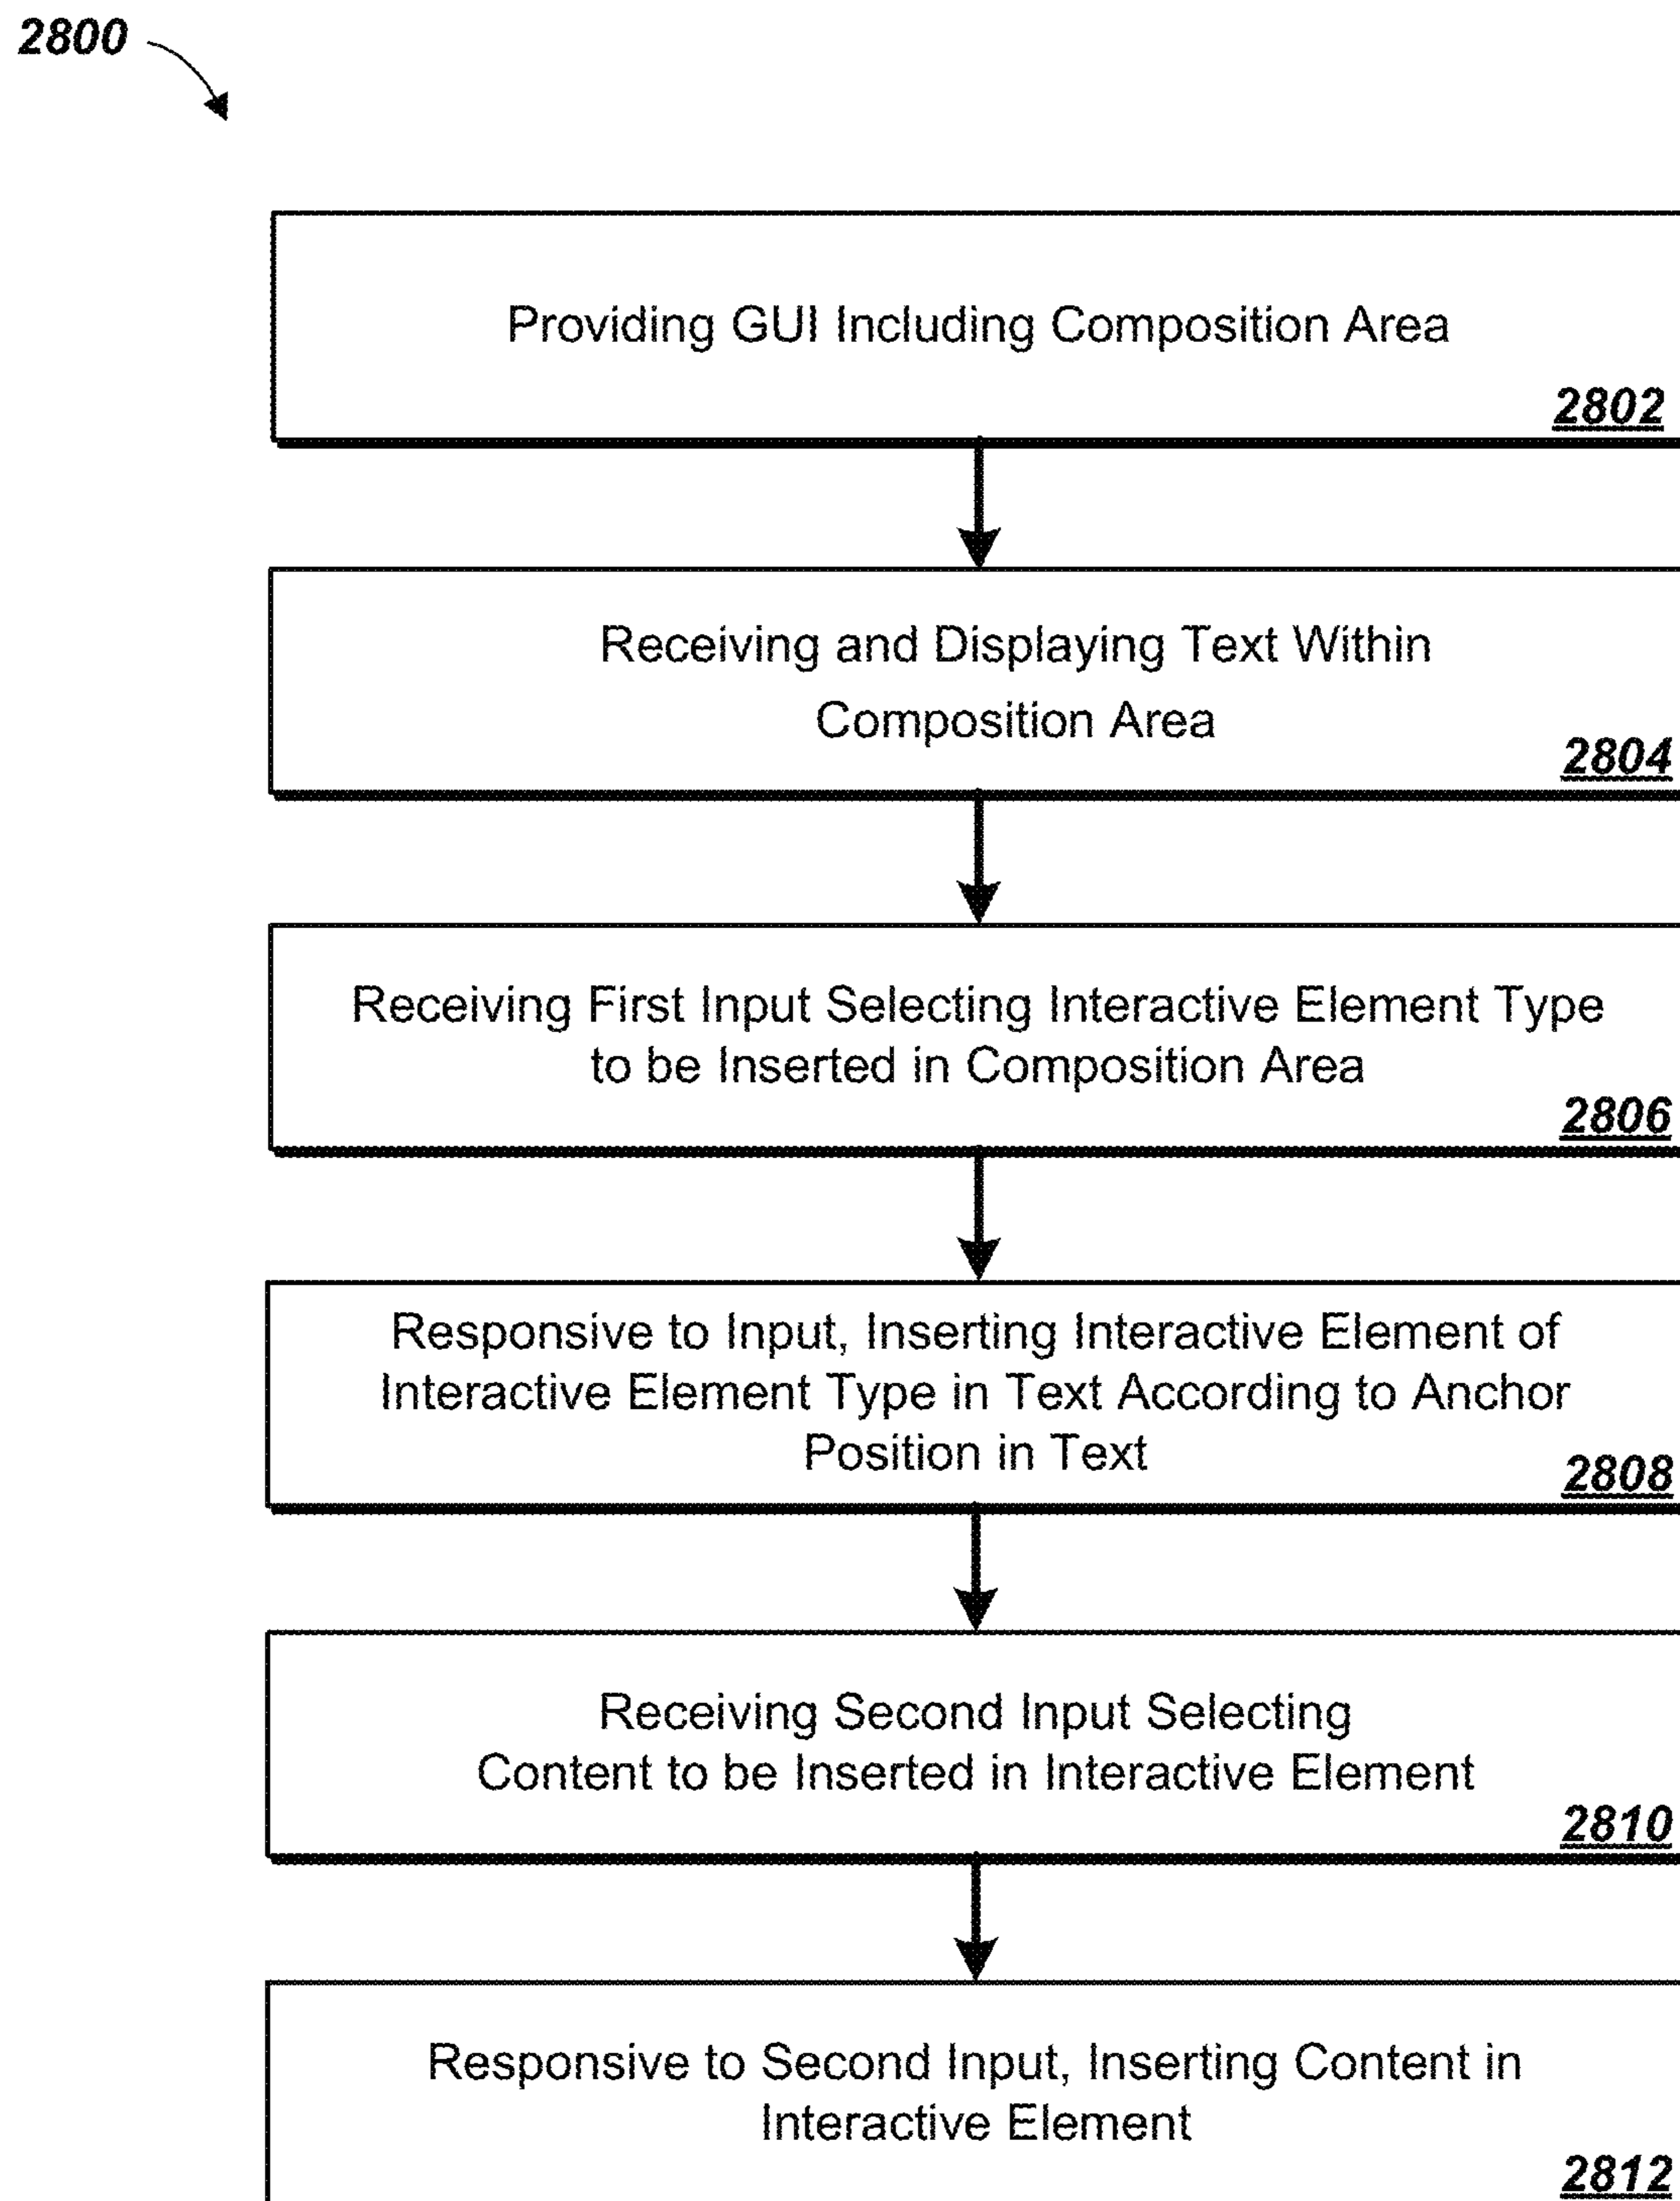 2800
Providing GUI Including Composition Area
2802
Receiving and Displaying Text Within
Composition Area
2804
Receiving First Input Selecting Interactive Element Type
to be Inserted in Composition Area
2806
Responsive to Input, Inserting Interactive Element of
Interactive Element Type in Text According to Anchor
Position in Text
2808
Receiving Second Input Selecting
Content to be Inserted in Interactive Element
2810
Responsive to Second Input, Inserting Content in
Interactive Element
2812